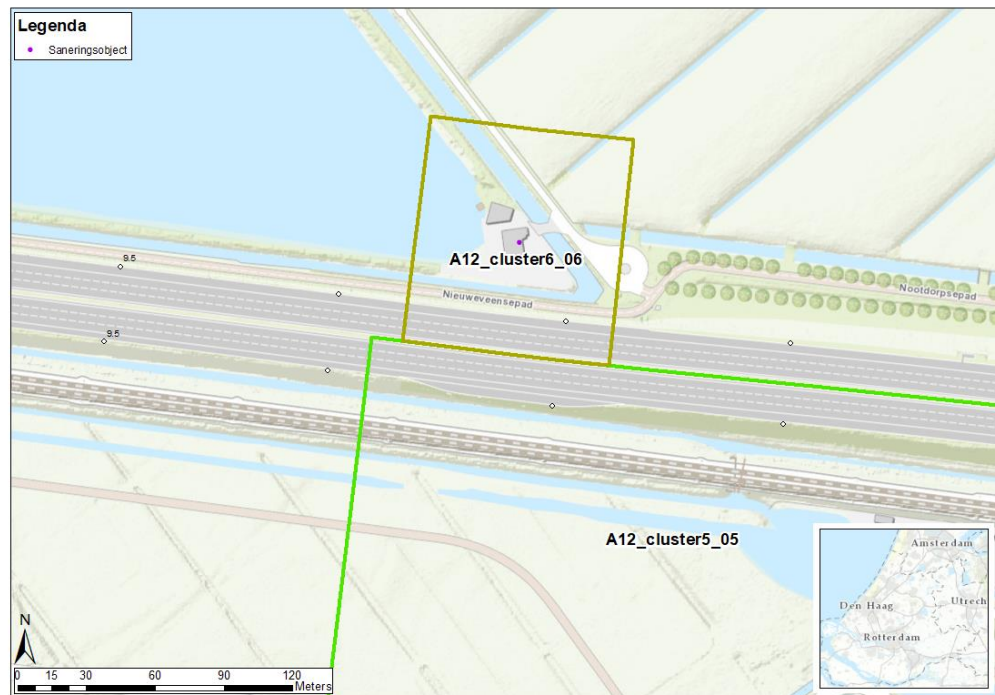 Legenda
Saneringsobject
A12_cluster6_06
9.5
Nieuweveensepad
Nootdorpsepad
9.5
A12_cluster5_05
Amsterdam
Den Haag
Utrech
Rotterdam
N
0 15 30 60 90 120
Meters